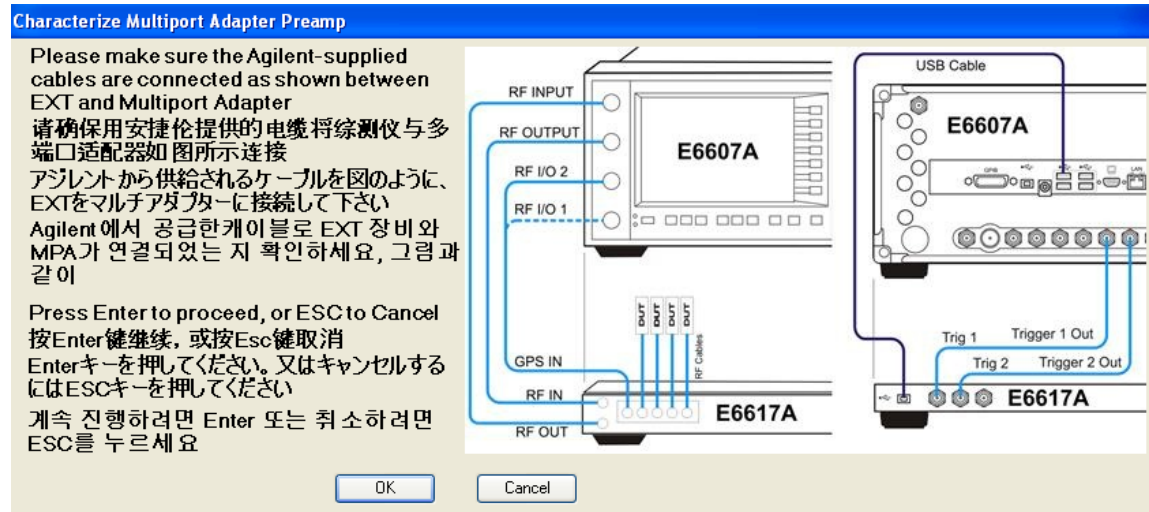 Characterize Multiport Adapter Preamp
Please make sure the Agilent-supplied
cables are connected as shown between
EXT and Multiport Adapter
请确保用安捷伦提供的电缆将综测仪与多
端口适配器如图所示连接
アジレントから供給されるケーブルを図のように、
EXTをマルチアダプターに接続して下さい
Agilent에서 공급한케이블로 EXT 장비와
MPA가 연결되었는 지 확인하세요, 그림과
같이
Press Enter to proceed, or ESC to Cancel
按Enter键继续，或按Esc键取消
Enterキーを押してください。又はキャンセルする
にはESCキーを押してください
계속 진행하려면 Enter 또는 취소하려면
ESC를 누르세요
RF INPUT
RF OUTPUT
RF I/O 2
RF I/O 1
E6607A
DUT
DUT
DUT
DUT
RF Cables
GPS IN
RF IN
RF OUT
E6617A
USB Cable
E6607A
GPIB
LAN
Trig 1
Trigger 1 Out
Trig 2
Trigger 2 Out
E6617A
OK
Cancel